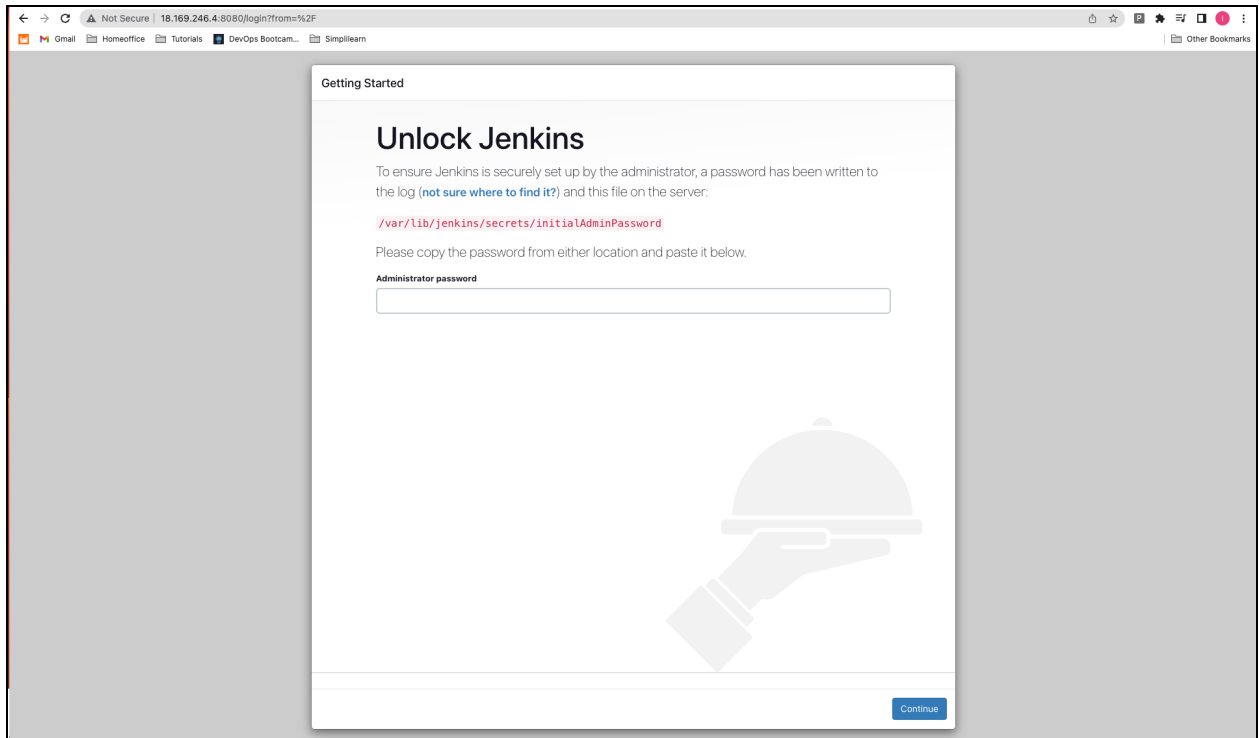 Not Secure | 18.169.246.4:8080/login?from=%2F
P
I
M Gmail Homeoffice Tutorials DevOps Bootcam... Simplilearn Other Bookmarks
Getting Started
Unlock Jenkins
To ensure Jenkins is securely set up by the administrator, a password has been written to
the log (not sure where to find it?) and this file on the server:
/var/lib/jenkins/secrets/initialAdminPassword
Please copy the password from either location and paste it below.
Administrator password
Continue